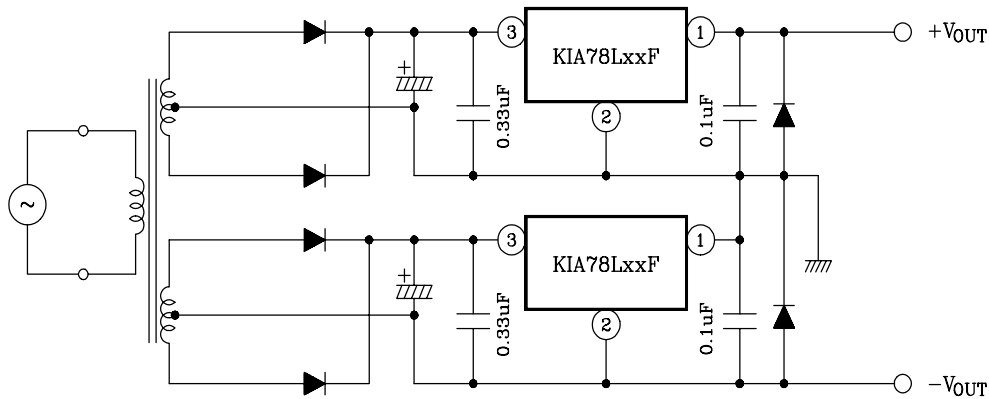 3
KIA78LxxF
1
+VOUT
+
0.33uF
2
0.1uF
~
3
KIA78LxxF
1
+
0.33uF
2
0.1uF
−VOUT